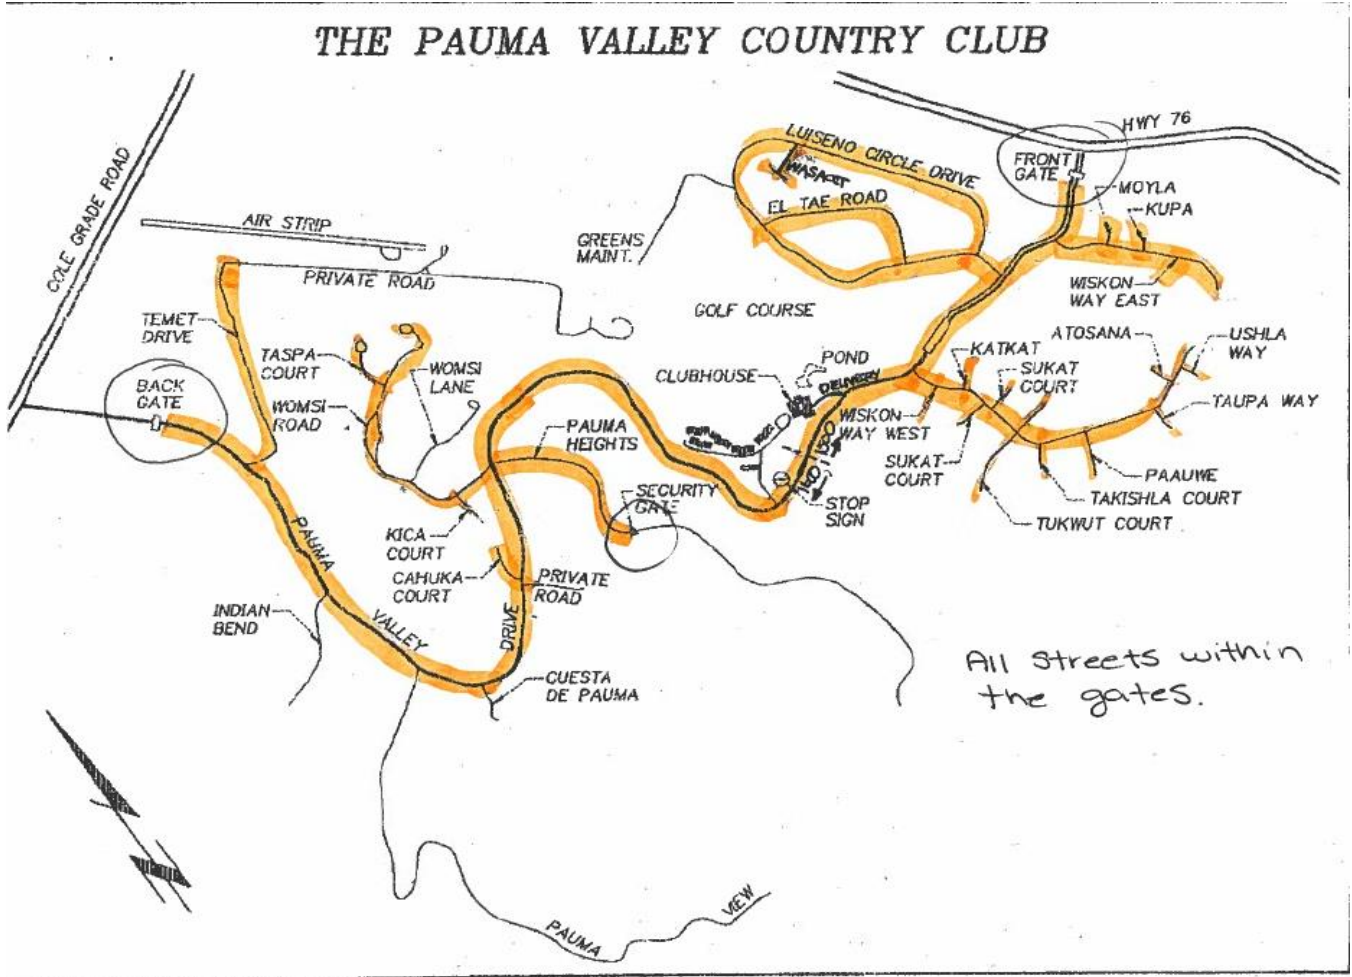 THE PAUMA VALLEY COUNTRY CLUB
HWY 76
COLE GRADE ROAD
LUISENO CIRCLE DRIVE
FRONT
GATE
MOYLA
KUPA
EL TAE ROAD
AIR STRIP
GREENS
MAINT.
PRIVATE ROAD
WISKON
WAY EAST
GOLF COURSE
TEMET
DRIVE
ATOSANA
USHLA
WAY
TASPA
COURT
WOMSI
LANE
POND
KATKAT
SUKAT
COURT
CLUBHOUSE
DELIVERY
BACK
GATE
WOMSI
ROAD
WISKON
WAY WEST
TAUPA WAY
PAUMA
HEIGHTS
SUKAT
COURT
PAAUWE
SECURITY
GATE
STOP
SIGN
TAKISHLA COURT
TUKWUT COURT
KICA
COURT
CAHUKA
COURT
PRIVATE
ROAD
INDIAN
BEND
PAUMA
VALLEY
DRIVE
CUESTA
DE PAUMA
All streets within
the gates.
PAUMA
VIEW